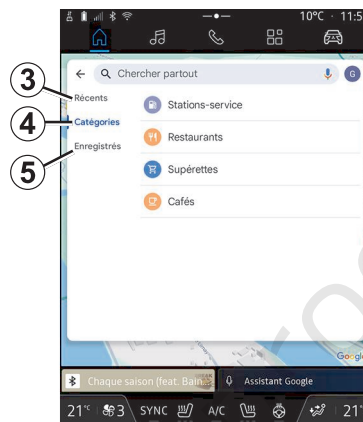 10°C · 11:5
Chercher partout
G
3
Récents
Stations-service
4
Catégories
Restaurants
Enregistrés
5
Supérettes
Cafés
Google
Chaque saison (feat. Bain
Assistant Google
21°C
3
SYNC
A/C
21°